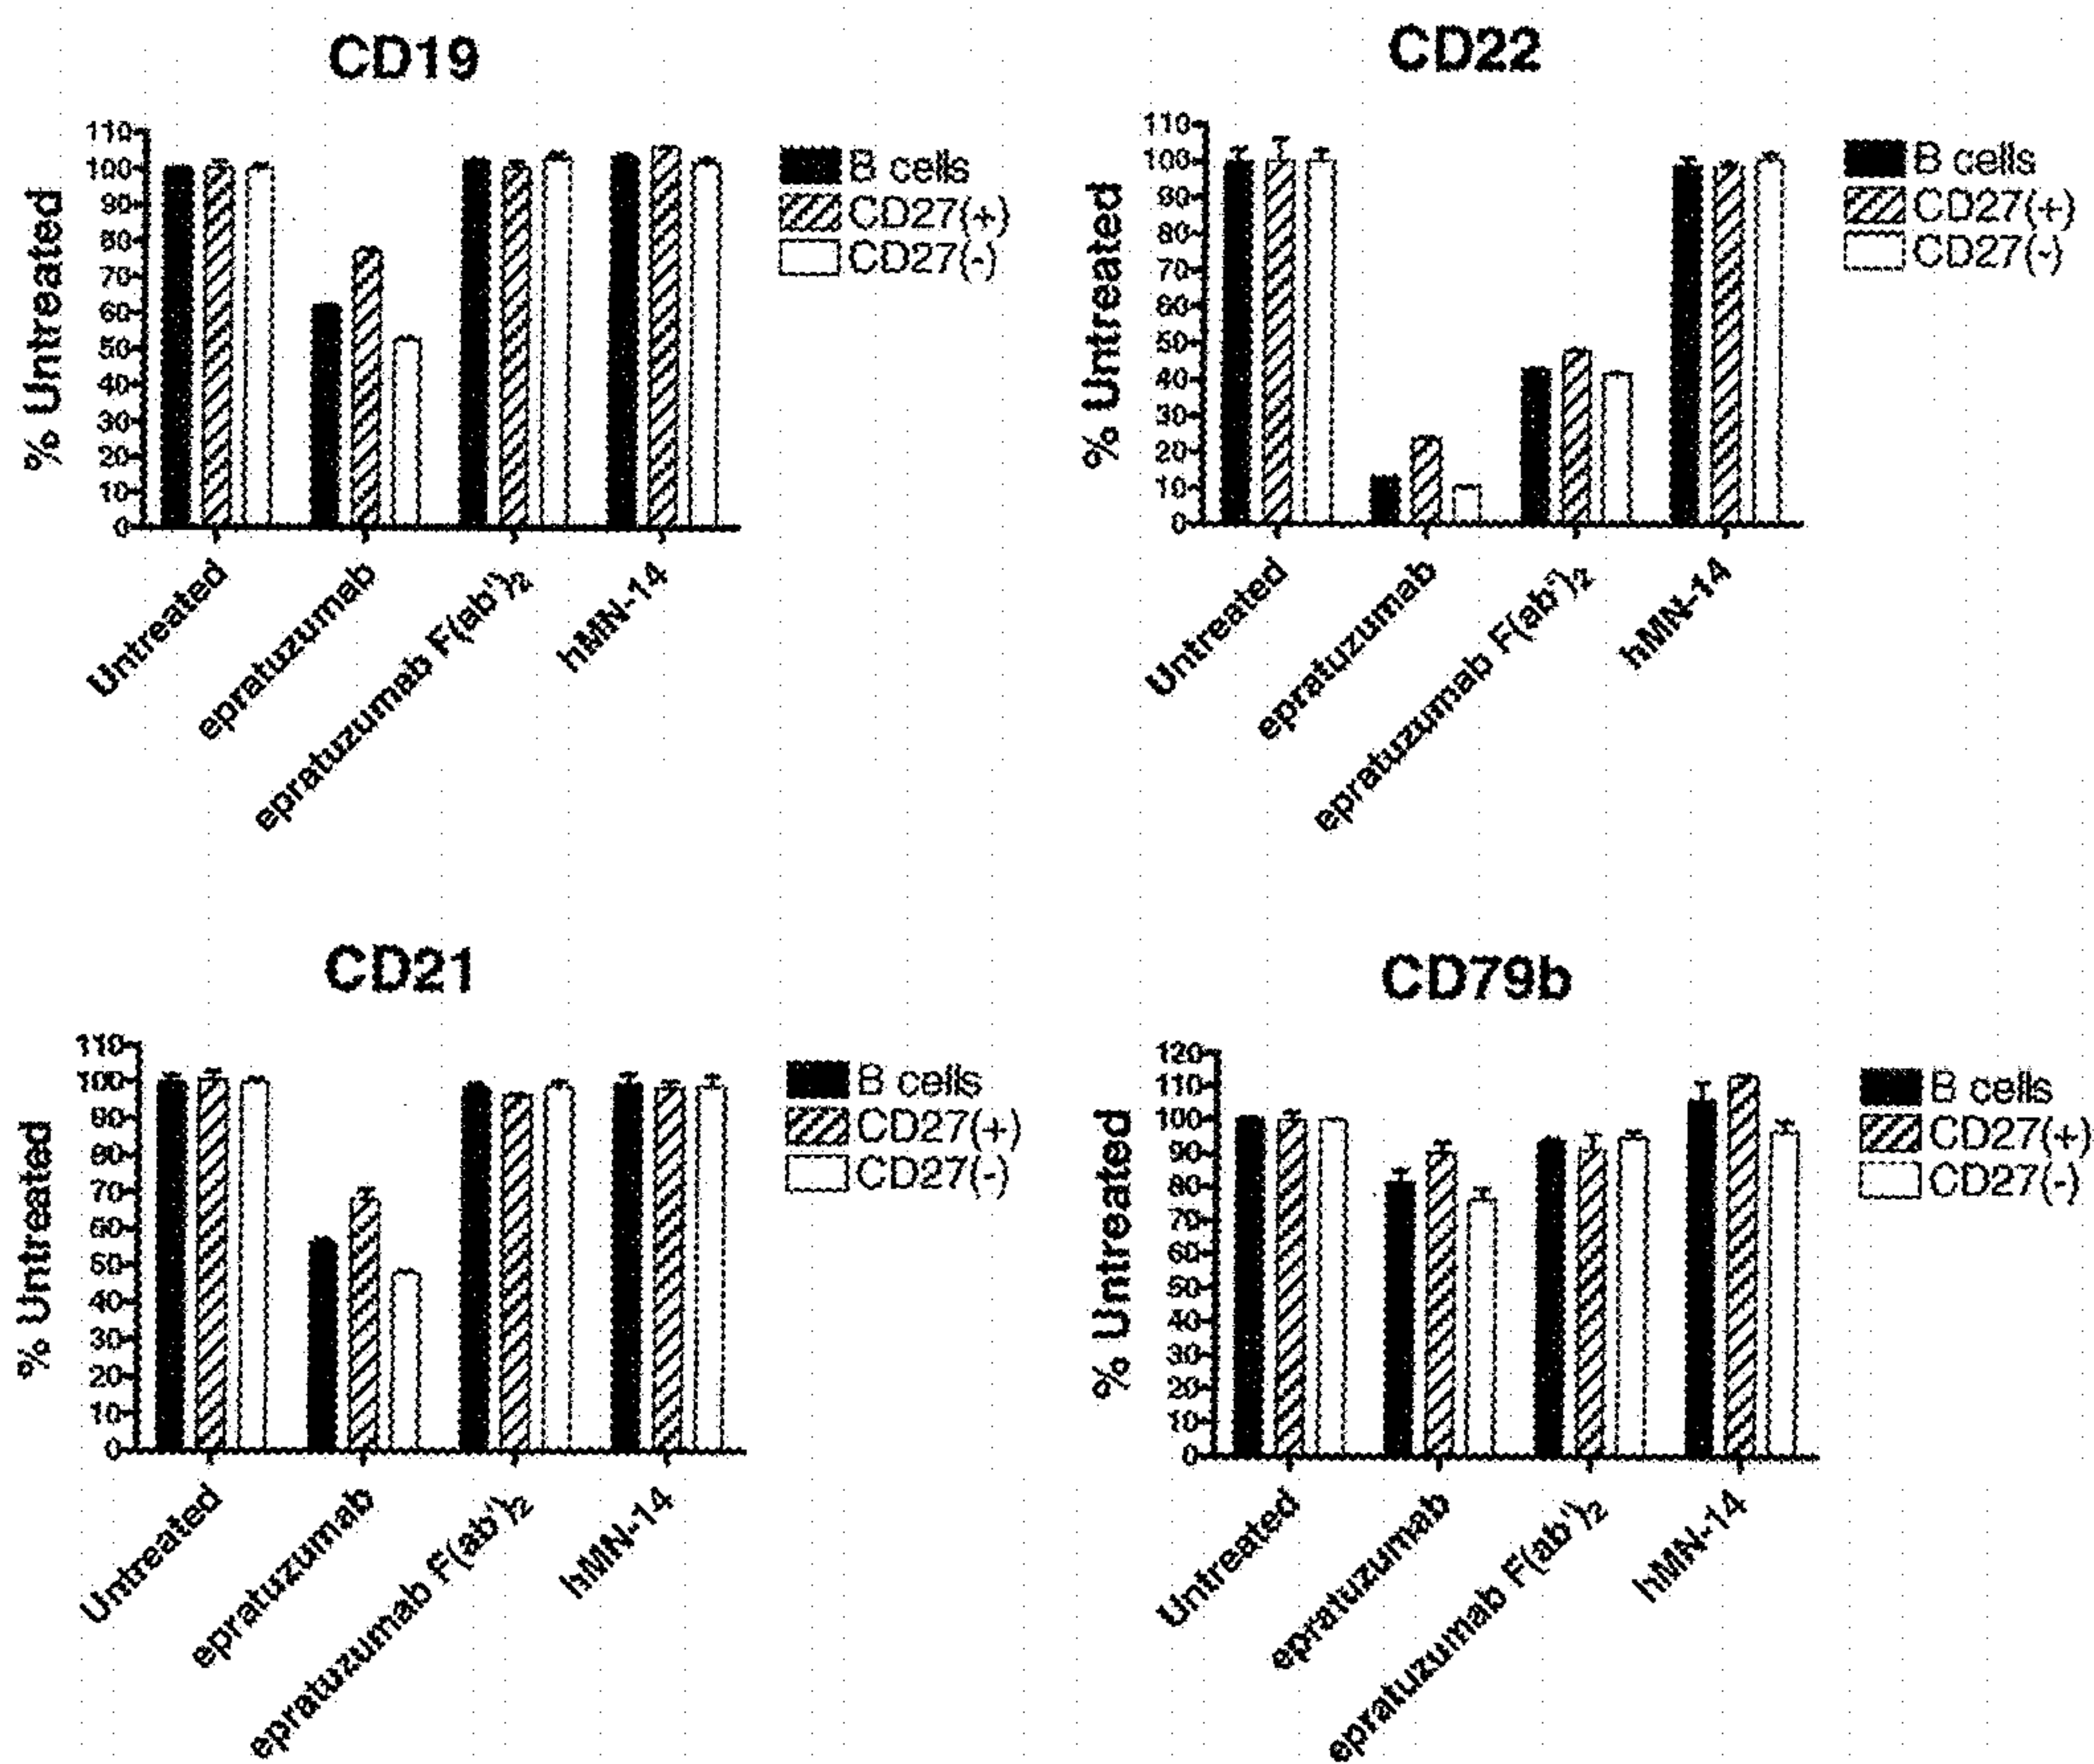 CD19
110
100
90
80
70
60
50
40
30
20
10
0
% Untreated
B cells
CD27(+)
CD27(-)
Untreated
epratuzumab
epratuzumab F(ab')2
hMN-14
CD22
110
100
90
80
70
60
50
40
30
20
10
0
% Untreated
B cells
CD27(+)
CD27(-)
Untreated
epratuzumab
epratuzumab F(ab')2
hMN-14
CD21
110
100
90
80
70
60
50
40
30
20
10
0
% Untreated
B cells
CD27(+)
CD27(-)
Untreated
epratuzumab
epratuzumab F(ab')2
hMN-14
CD79b
120
110
100
90
80
70
60
50
40
30
20
10
0
% Untreated
B cells
CD27(+)
CD27(-)
Untreated
epratuzumab
epratuzumab F(ab')2
hMN-14